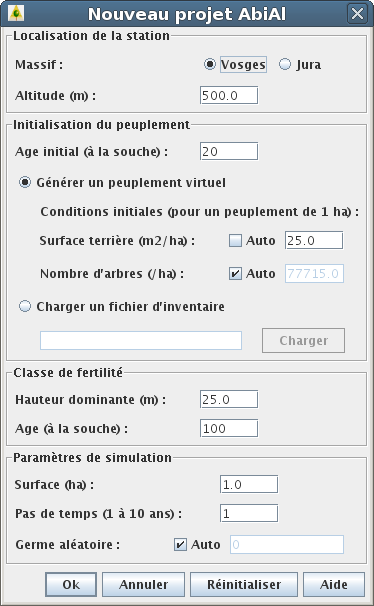 Nouveau projet AbiAl
Localisation de la station
Massif : Vosges Jura
Altitude (m) : 500.0
Initialisation du peuplement
Age initial (à la souche) : 20
Générer un peuplement virtuel
Conditions initiales (pour un peuplement de 1 ha) :
Surface terrière (m2/ha) : Auto 25.0
Nombre d'arbres (/ha) : Auto 77715.0
Charger un fichier d'inventaire
Charger
Classe de fertilité
Hauteur dominante (m) : 25.0
Age (à la souche) : 100
Paramètres de simulation
Surface (ha) : 1.0
Pas de temps (1 à 10 ans) : 1
Germe aléatoire : Auto 0
Ok Annuler Réinitialiser Aide